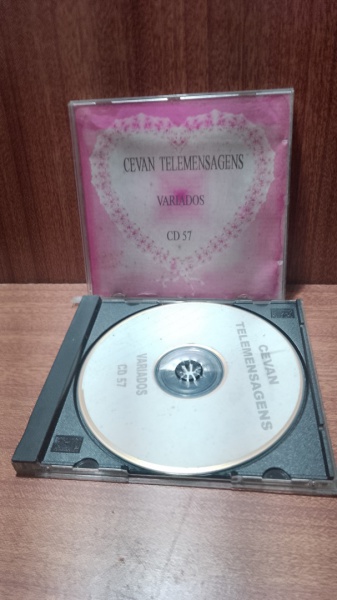 CEVAN TELEMENSAGENS
VARIADOS
CD 57
CEVAN
TELEMENSAGENS
VARIADOS
CD 57